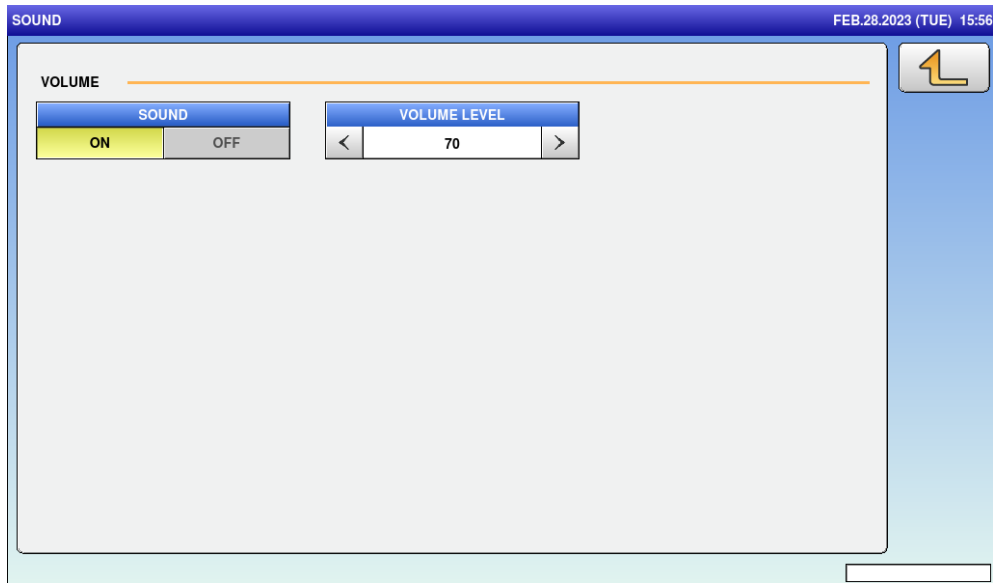 SOUND FEB.28.2023 (TUE) 15:56
VOLUME
SOUND VOLUME LEVEL
ON OFF < 70 >